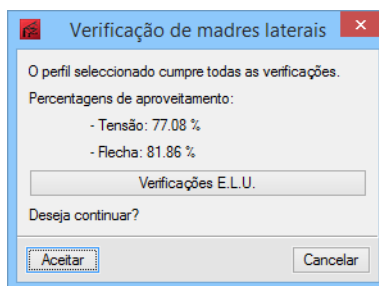 Verificação de madres laterais
O perfil seleccionado cumpre todas as verificações.
Percentagens de aproveitamento:
- Tensão: 77.08 %
- Flecha: 81.86 %
Verificações E.L.U.
Deseja continuar?
Aceitar Cancelar